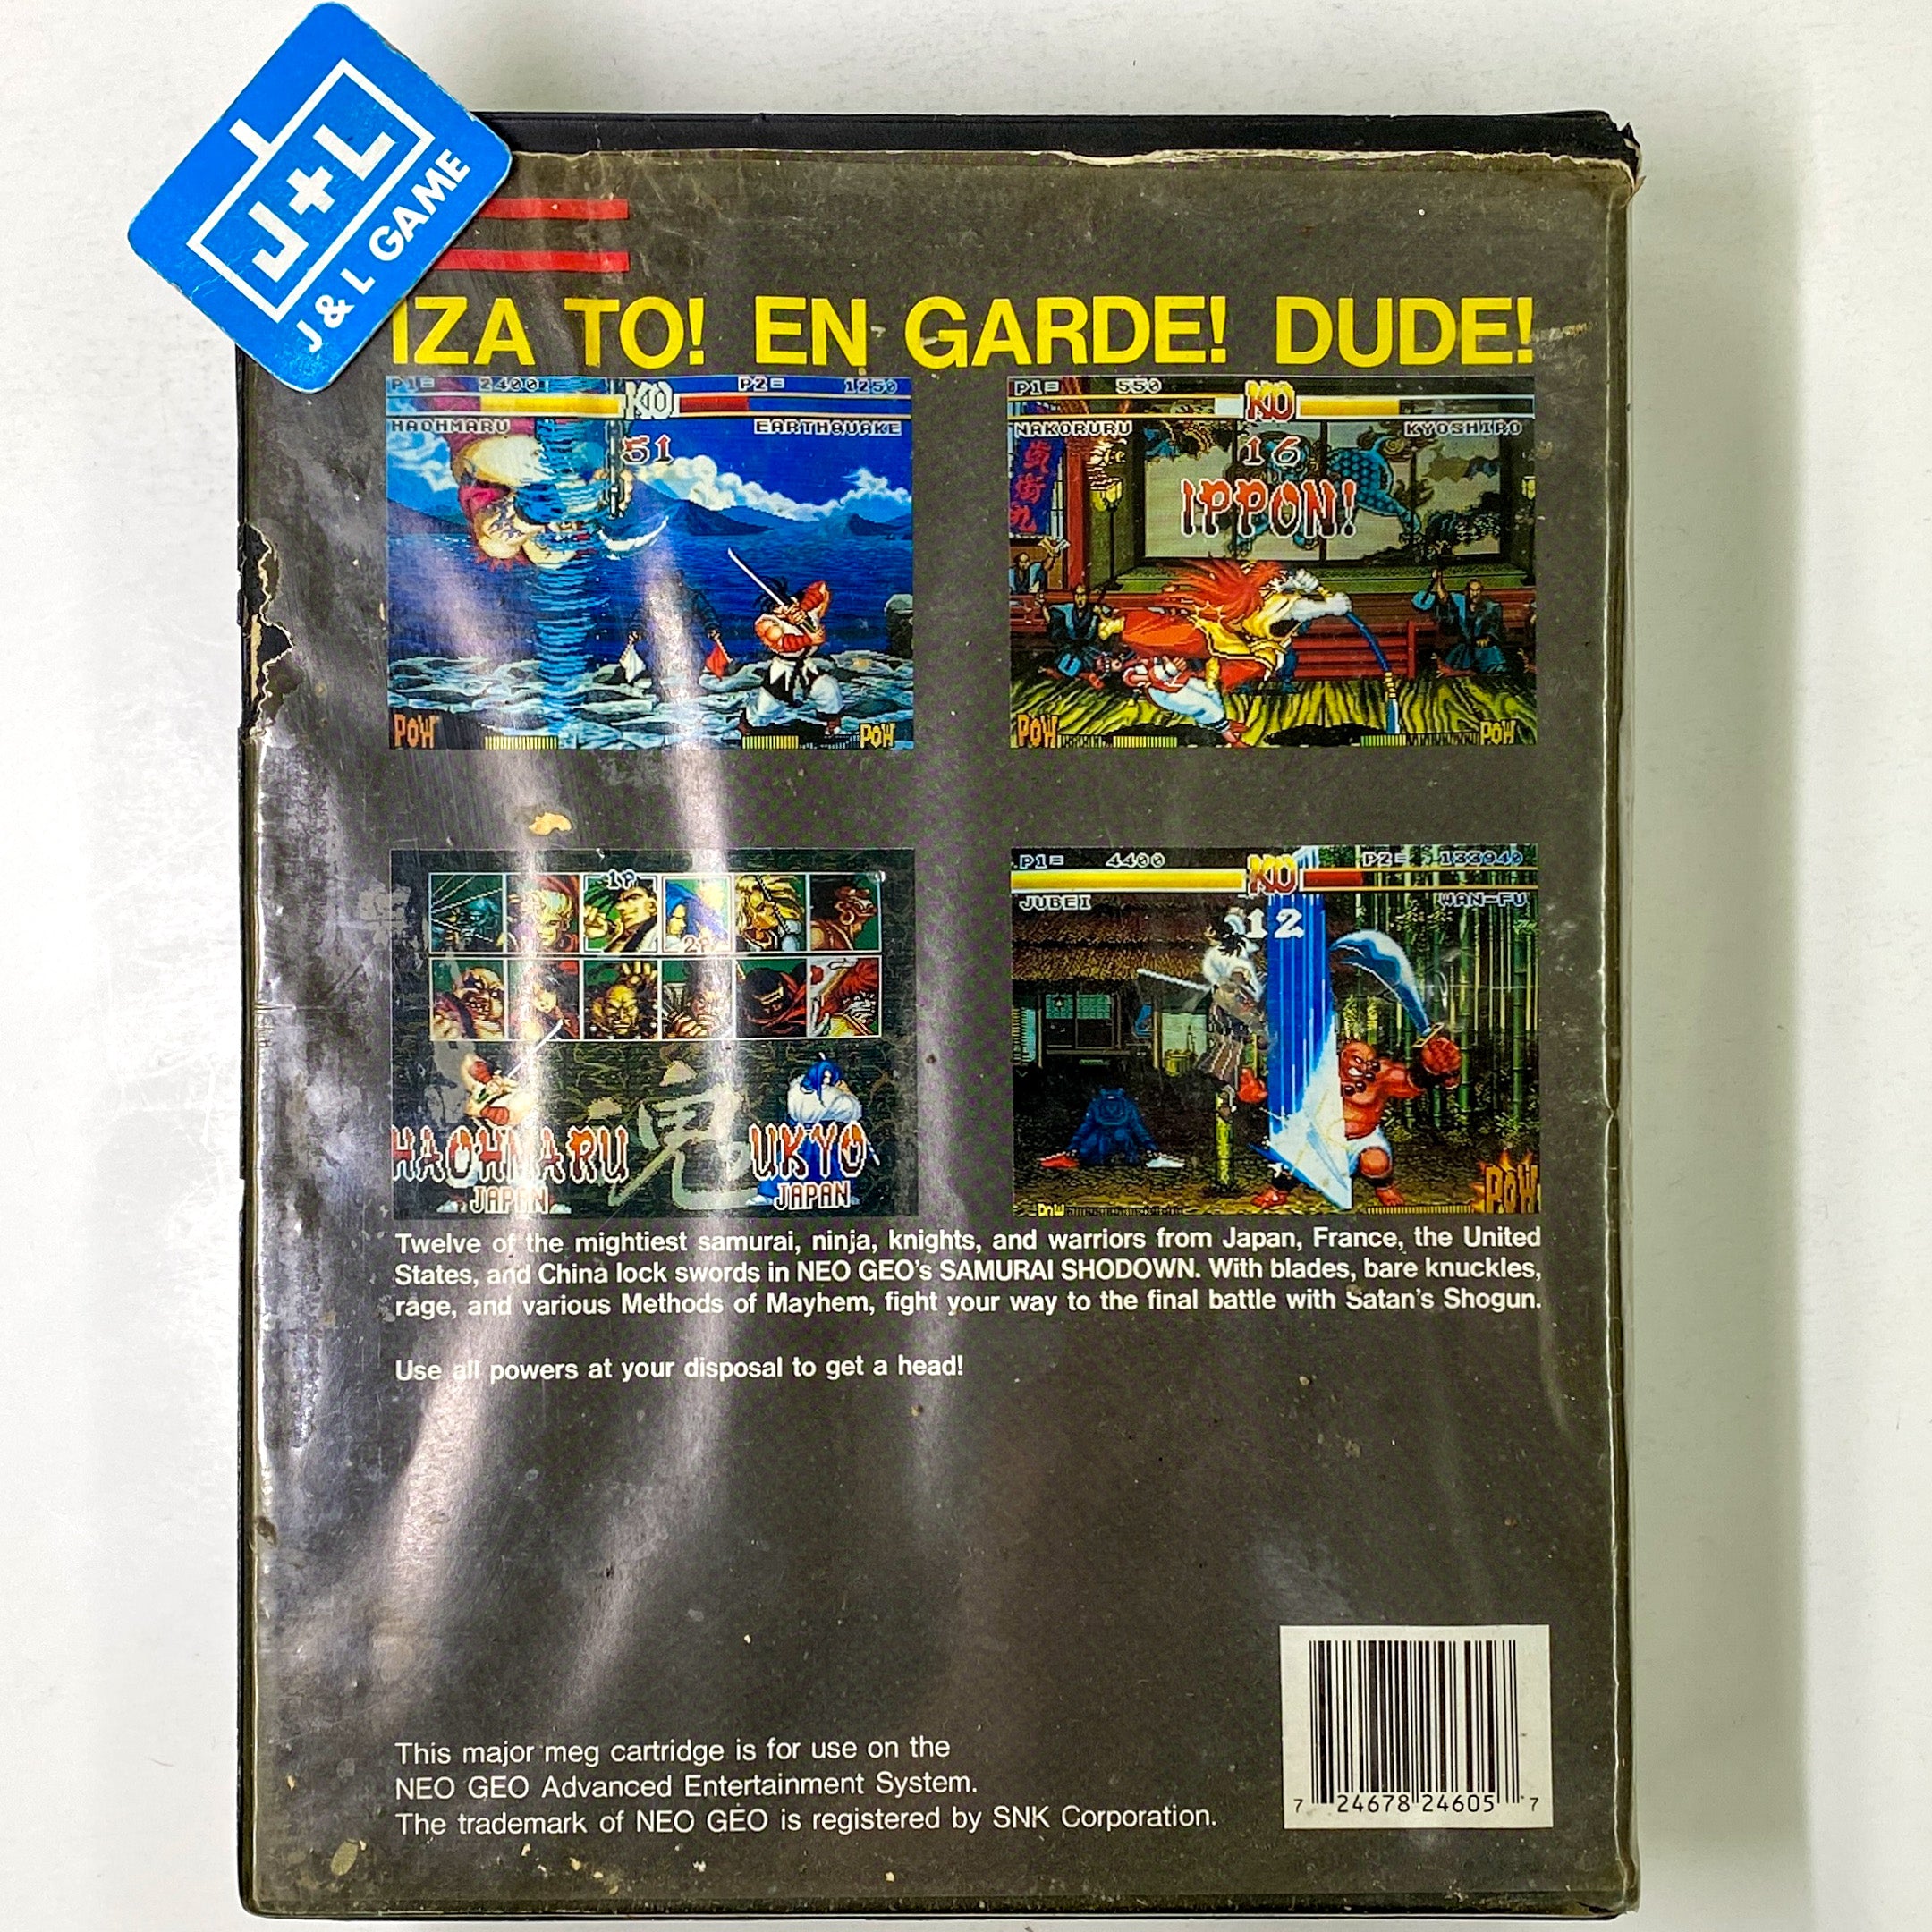 J+L
J & L GAME
IZA TO! EN GARDE! DUDE!
P1= 2400 KO P2= 1250
HAOHMARU 51 EARTHQUAKE
POW POW
P1= 550 KO
NAKORURU 16 KYOSHIRO
IPPON!
POW POW
1P
2P
鬼
HAOHMARU UKYO
JAPAN JAPAN
P1= 4400 KO P2= 133940
JUBEI 12 WAN-FU
POW
Twelve of the mightiest samurai, ninja, knights, and warriors from Japan, France, the United
States, and China lock swords in NEO GEO's SAMURAI SHODOWN. With blades, bare knuckles,
rage, and various Methods of Mayhem, fight your way to the final battle with Satan's Shogun.
Use all powers at your disposal to get a head!
This major meg cartridge is for use on the
NEO GEO Advanced Entertainment System.
The trademark of NEO GEO is registered by SNK Corporation.
7 24678 24605 7